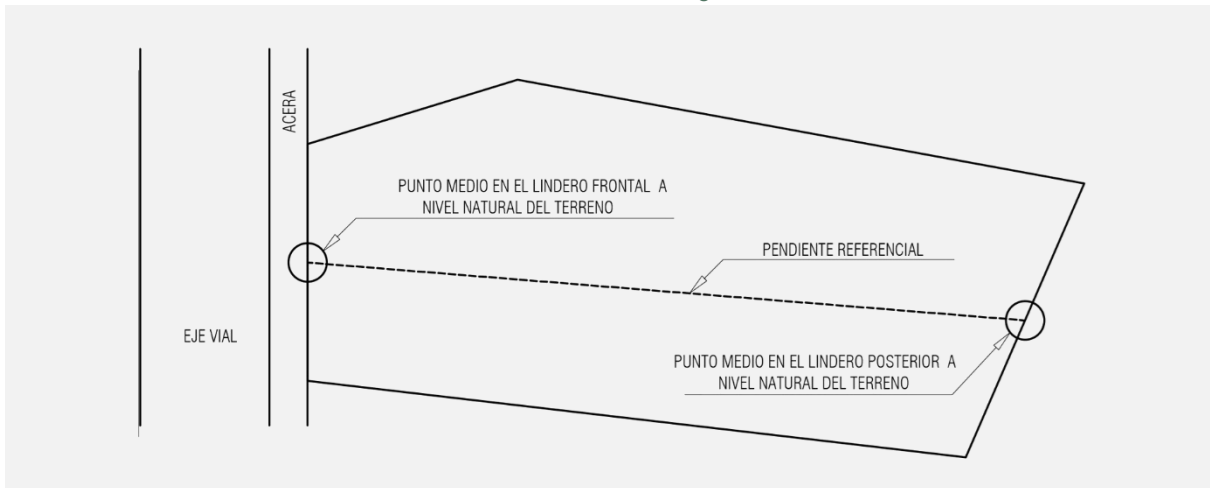 ACERA
PUNTO MEDIO EN EL LINDERO FRONTAL A
NIVEL NATURAL DEL TERRENO
PENDIENTE REFERENCIAL
EJE VIAL
PUNTO MEDIO EN EL LINDERO POSTERIOR A
NIVEL NATURAL DEL TERRENO